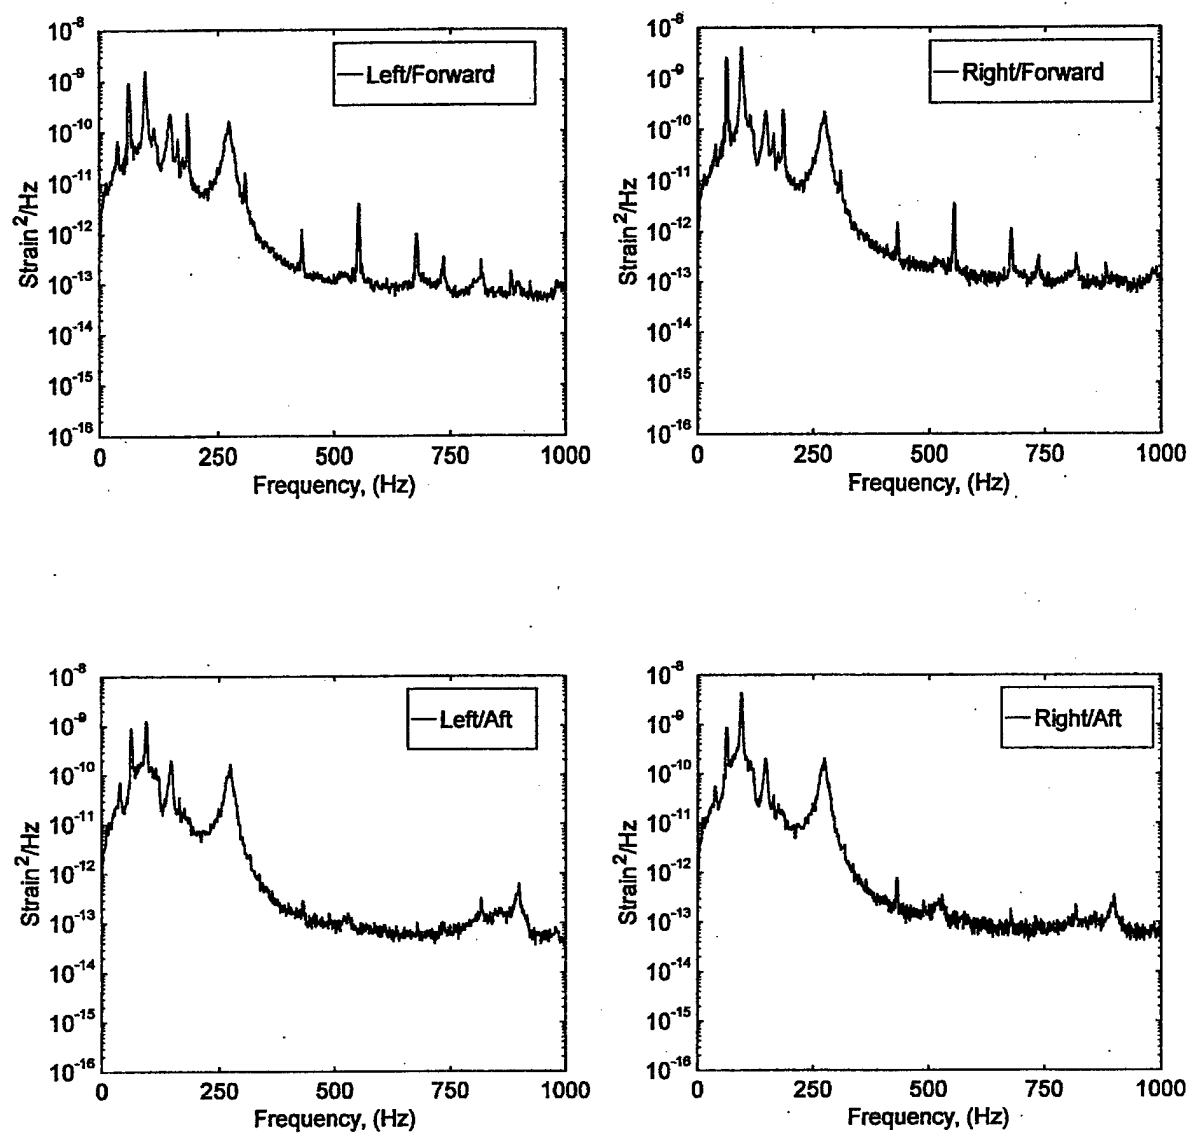 Left/Forward
Strain²/Hz
10⁻⁸
10⁻⁹
10⁻¹⁰
10⁻¹¹
10⁻¹²
10⁻¹³
10⁻¹⁴
10⁻¹⁵
10⁻¹⁶
0 250 500 750 1000
Frequency, (Hz)
Right/Forward
Strain²/Hz
10⁻⁸
10⁻⁹
10⁻¹⁰
10⁻¹¹
10⁻¹²
10⁻¹³
10⁻¹⁴
10⁻¹⁵
10⁻¹⁶
0 250 500 750 1000
Frequency, (Hz)
Left/Aft
Strain²/Hz
10⁻⁸
10⁻⁹
10⁻¹⁰
10⁻¹¹
10⁻¹²
10⁻¹³
10⁻¹⁴
10⁻¹⁵
10⁻¹⁶
0 250 500 750 1000
Frequency, (Hz)
Right/Aft
Strain²/Hz
10⁻⁸
10⁻⁹
10⁻¹⁰
10⁻¹¹
10⁻¹²
10⁻¹³
10⁻¹⁴
10⁻¹⁵
10⁻¹⁶
0 250 500 750 1000
Frequency, (Hz)